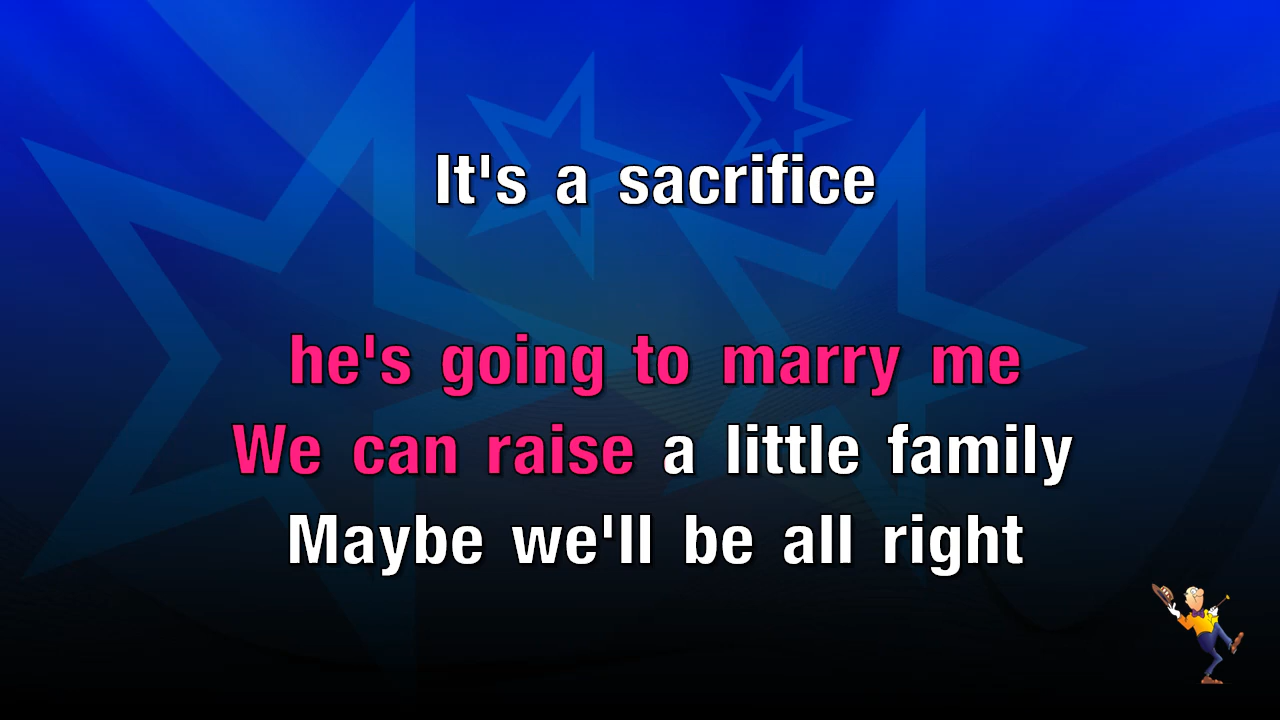 It's a sacrifice
he's going to marry me
We can raise a little family
Maybe we'll be all right